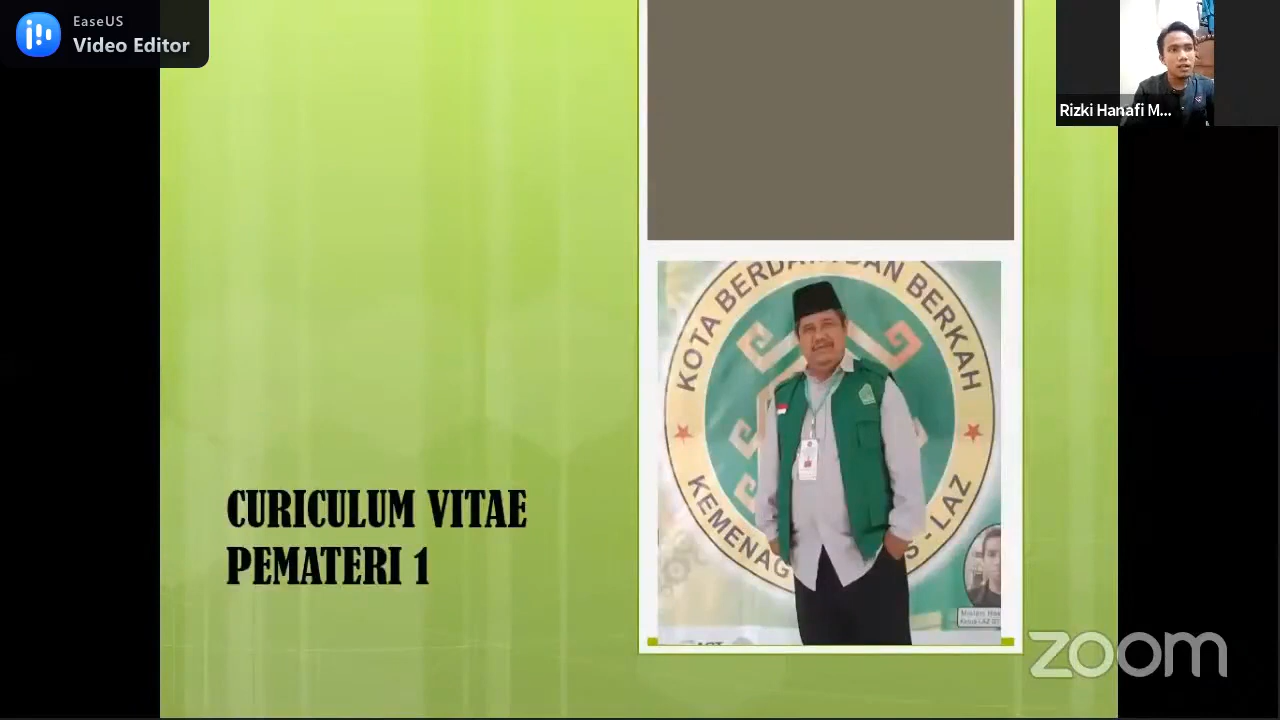 EaseUS
Video Editor
Rizki Hanafi M...
KOTA BERDA
AN BERKAH
KEMENAG
S - LAZ
CURICULUM VITAE
PEMATERI 1
zoom